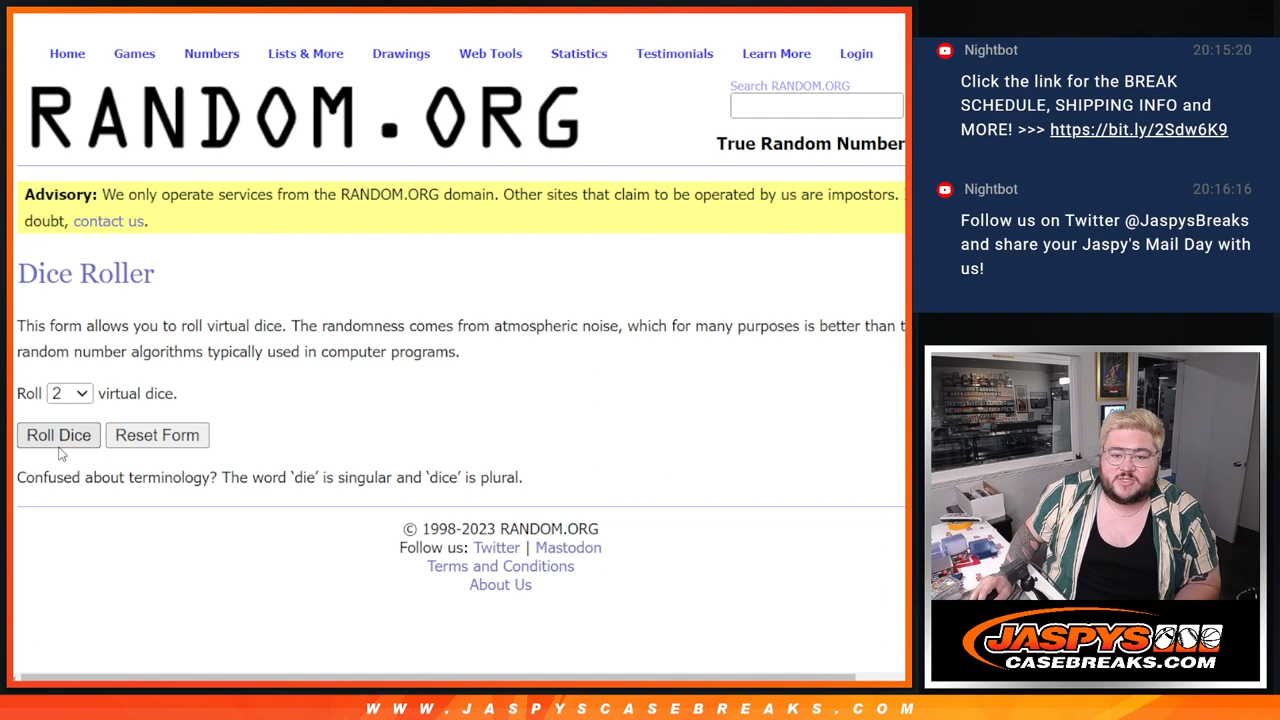 Home Games Numbers Lists & More Drawings Web Tools Statistics Testimonials Learn More Login
RANDOM.ORG
Search RANDOM.ORG
True Random Number
Advisory: We only operate services from the RANDOM.ORG domain. Other sites that claim to be operated by us are impostors.
doubt, contact us.
Dice Roller
This form allows you to roll virtual dice. The randomness comes from atmospheric noise, which for many purposes is better than t
random number algorithms typically used in computer programs.
Roll 2 virtual dice.
Roll Dice Reset Form
Confused about terminology? The word ‘die’ is singular and ‘dice’ is plural.
© 1998-2023 RANDOM.ORG
Follow us: Twitter | Mastodon
Terms and Conditions
About Us
Nightbot 20:15:20
Click the link for the BREAK
SCHEDULE, SHIPPING INFO and
MORE! >>> https://bit.ly/2Sdw6K9
Nightbot 20:16:16
Follow us on Twitter @JaspysBreaks
and share your Jaspy's Mail Day with
us!
JASPYS
CASEBREAKS.COM
WWW.JASPYSCASEBREAKS.COM